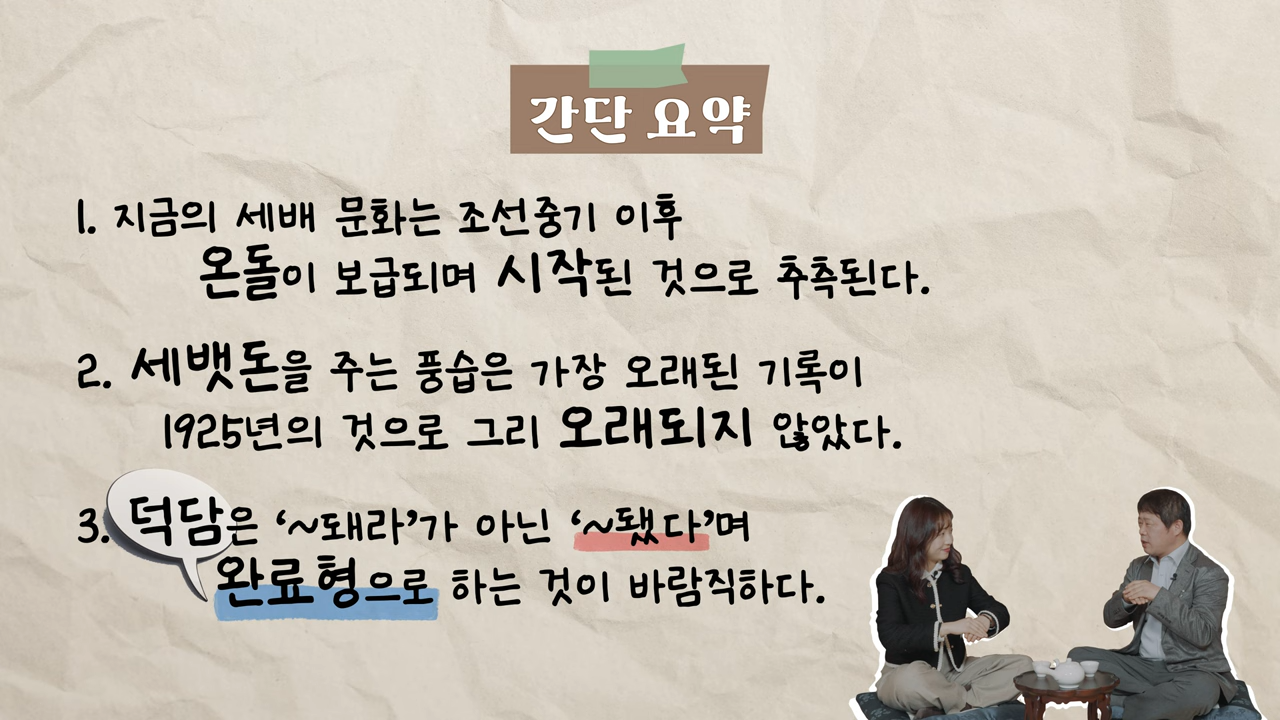 간단 요약
1. 지금의 세배 문화는 조선중기 이후
온돌이 보급되며 시작된 것으로 추측된다.
2. 세뱃돈을 주는 풍습은 가장 오래된 기록이
1925년의 것으로 그리 오래되지 않았다.
3. 덕담은 ‘~돼라’가 아닌 ‘~됐다’며
완료형으로 하는 것이 바람직하다.